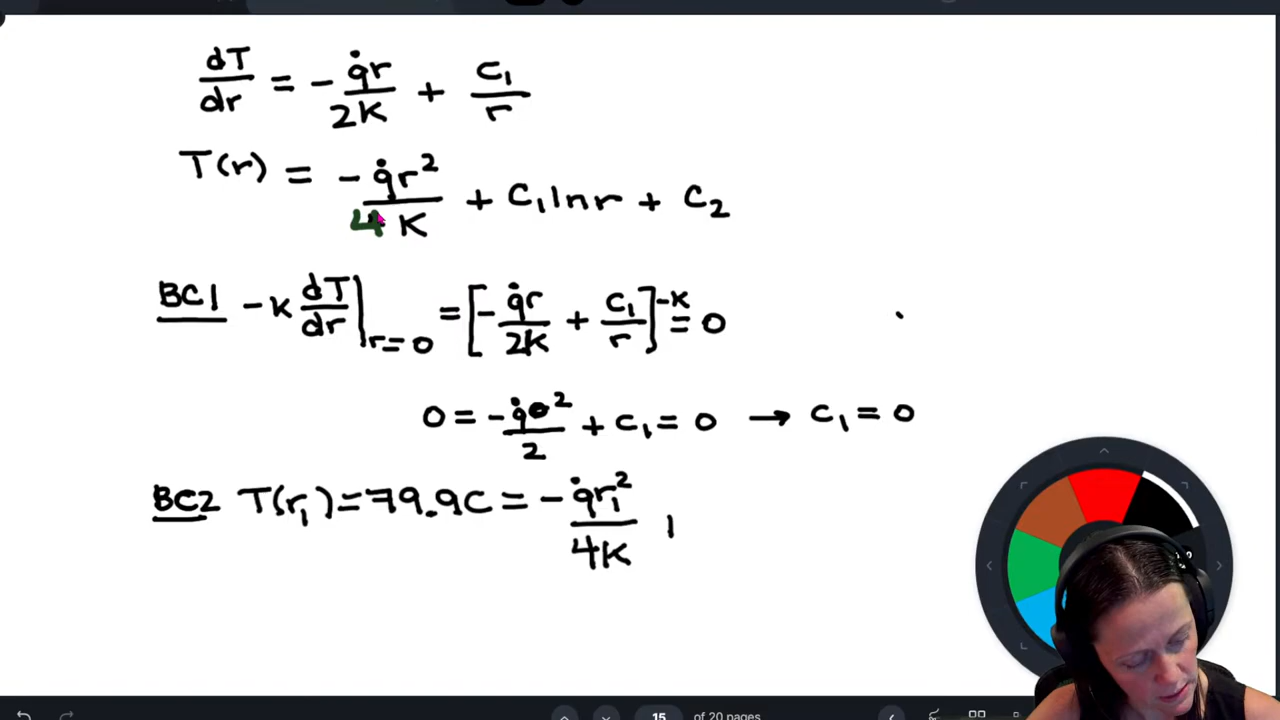 dT/dr = - q̇r/2K + C₁/r
T(r) = - q̇r²/4K + C₁lnr + C₂
BC1 -K dT/dr|r=0 = [- q̇r/2K + C₁/r]-K = 0
0 = - q̇0²/2 + C₁ = 0 → C₁ = 0
BC2 T(r₁) = 79.9C = - q̇r₁²/4K
15 of 20 pages